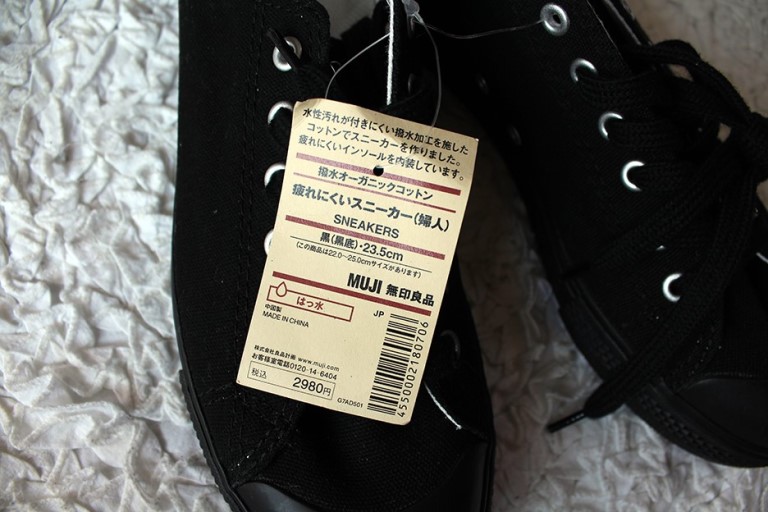 水性汚れが付きにくい撥水加工を施した
コットンでスニーカーを作りました。
疲れにくいインソールを内装しています。
撥水オーガニックコットン
疲れにくいスニーカー(婦人)
SNEAKERS
黒(黒底)・23.5cm
(この商品は22.0〜25.0cmサイズがあります)
MUJI 無印良品
はっ水
JP
中国製
MADE IN CHINA
株式会社良品計画 www.muji.com
お客様室電話0120-14-6404
税込 2980円
G7AD501
4550002180706